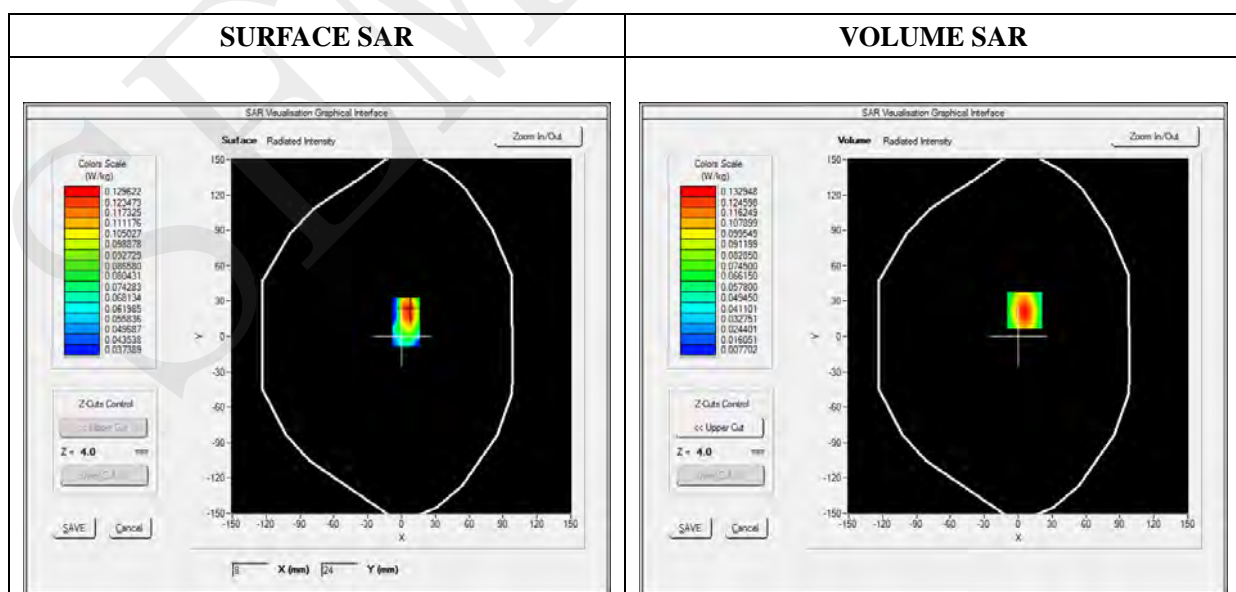 SURFACE SAR
VOLUME SAR
SAR Visualisation Graphical Interface
Surface Radiated Intensity
Zoom In/Out
Colors Scale
(W/kg)
0.129622
0.123473
0.117325
0.111176
0.105027
0.098878
0.092729
0.086580
0.080431
0.074283
0.068134
0.061985
0.055836
0.049687
0.043538
0.037389
150
120
90
60
30
0
-30
-60
-90
-120
-150
Y
-150 -120 -90 -60 -30 0 30 60 90 120 150
X
Z-Cuts Control
<< Upper Cut
Z = 4.0 mm
SAVE
Cancel
8 X (mm) 24 Y (mm)
SAR Visualisation Graphical Interface
Volume Radiated Intensity
Zoom In/Out
Colors Scale
(W/kg)
0.132948
0.124598
0.116249
0.107899
0.099549
0.091199
0.082850
0.074500
0.066150
0.057800
0.049450
0.041101
0.032751
0.024401
0.016051
0.007702
150
120
90
60
30
0
-30
-60
-90
-120
-150
Y
-150 -120 -90 -60 -30 0 30 60 90 120 150
X
Z-Cuts Control
<< Upper Cut
Z = 4.0 mm
SAVE
Cancel